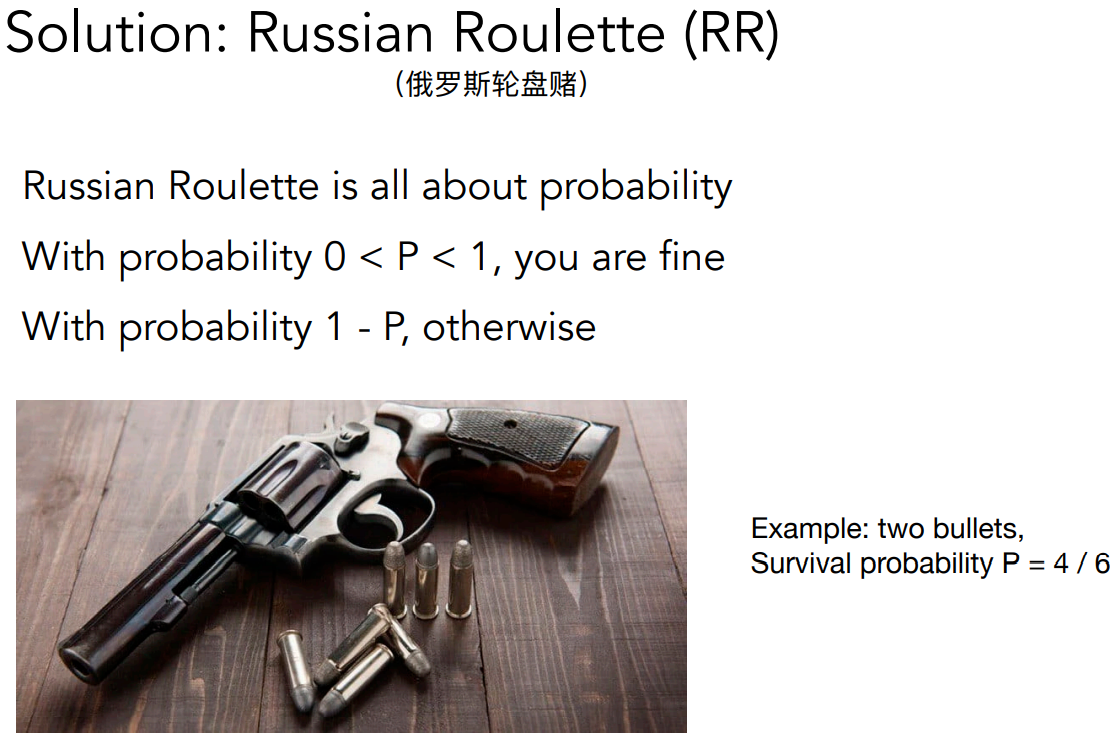 Solution: Russian Roulette (RR)
（俄罗斯轮盘赌）
Russian Roulette is all about probability
With probability 0 < P < 1, you are fine
With probability 1 - P, otherwise
Example: two bullets,
Survival probability P = 4 / 6